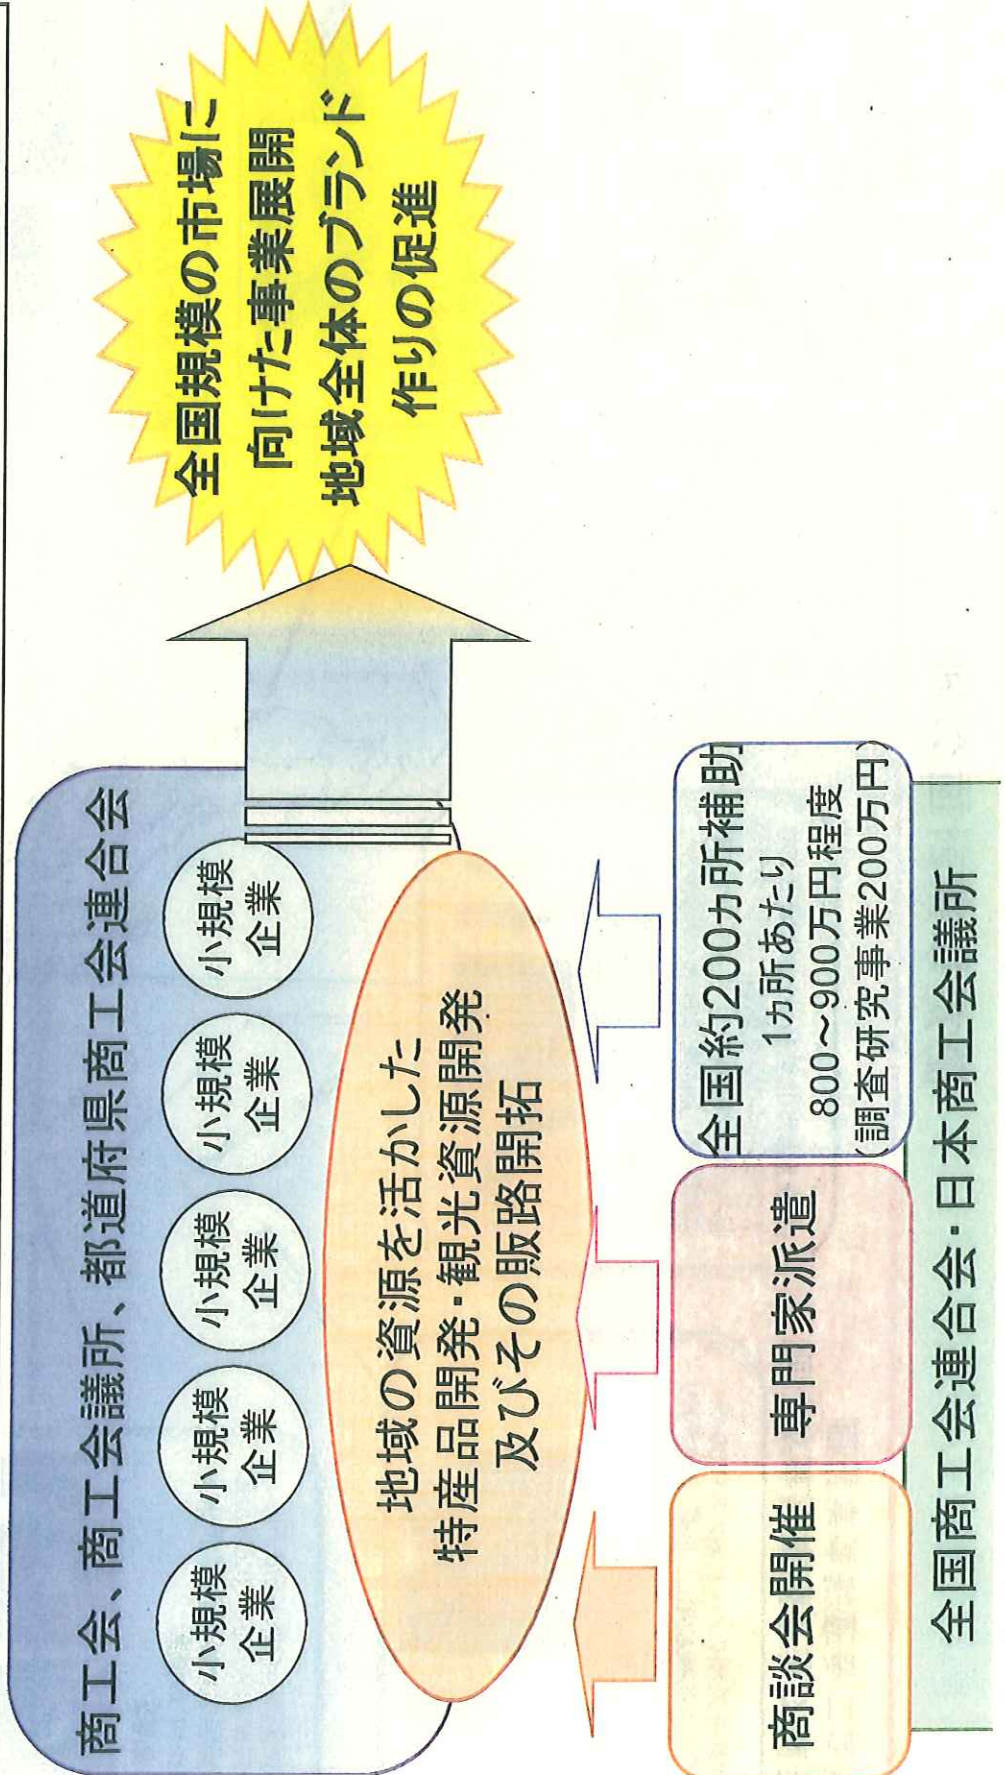 商工会、商工会議所、都道府県商工会連合会
小規模
企業
小規模
企業
小規模
企業
小規模
企業
小規模
企業
地域の資源を活かした
特産品開発・観光資源開発
及びその販路開拓
全国規模の市場に
向けた事業展開
地域全体のブランド
作りの促進
商談会開催
専門家派遣
全国約200ヵ所補助
1カ所あたり
800~900万円程度
(調査研究事業200万円)
全国商工会連合会・日本商工会議所